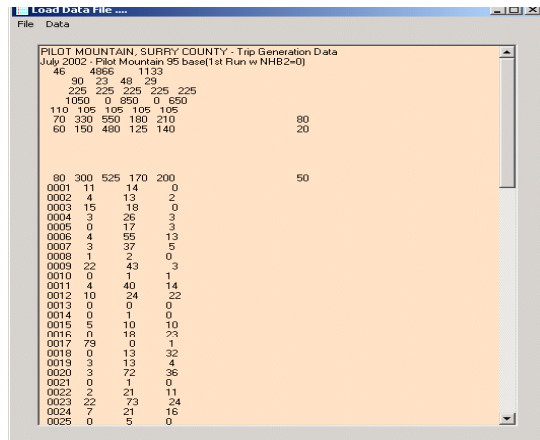 Load Data File ....
File Data
PILOT MOUNTAIN, SURRY COUNTY - Trip Generation Data
July 2002 - Pilot Mountain 95 base(1st Run w NHB2=0)
46 4866 1133
90 23 48 29
225 225 225 225 225
1050 0 850 0 650
110 105 105 105 105
70 330 550 180 210 80
60 150 480 125 140 20
80 300 525 170 200 50
0001 11 14 0
0002 4 13 2
0003 15 18 0
0004 3 26 3
0005 0 17 3
0006 4 55 13
0007 3 37 5
0008 1 2 0
0009 22 43 3
0010 0 1 1
0011 4 40 14
0012 10 24 22
0013 0 0 0
0014 0 1 0
0015 5 10 10
0016 0 18 23
0017 79 0 1
0018 0 13 32
0019 3 13 4
0020 3 72 36
0021 0 1 0
0022 2 21 11
0023 22 73 24
0024 7 21 16
0025 0 5 0